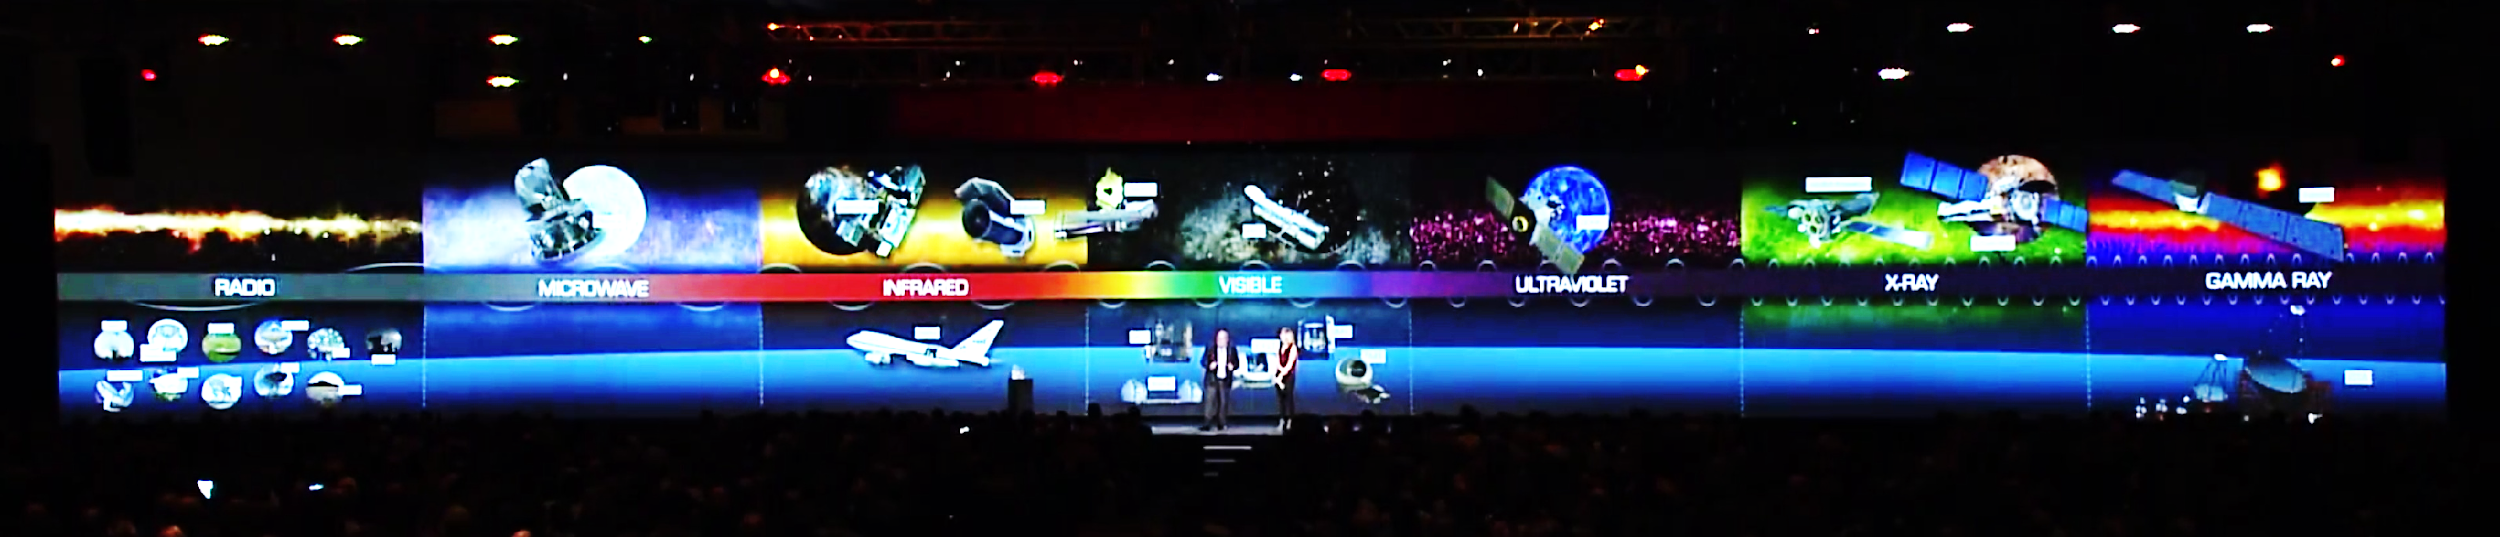 RADIO
MICROWAVE
INFRARED
VISIBLE
ULTRAVIOLET
X-RAY
GAMMA RAY